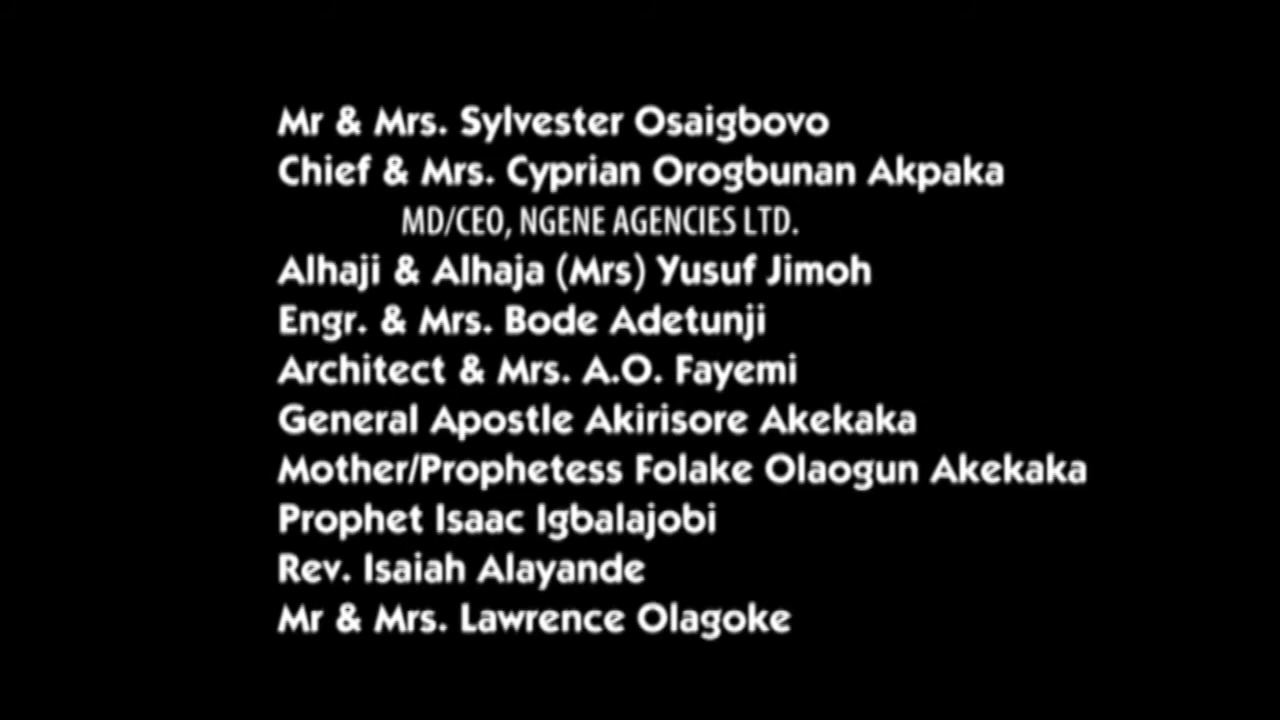 Mr & Mrs. Sylvester Osaigbovo
Chief & Mrs. Cyprian Orogbunan Akpaka
MD/CEO, NGENE AGENCIES LTD.
Alhaji & Alhaja (Mrs) Yusuf Jimoh
Engr. & Mrs. Bode Adetunji
Architect & Mrs. A.O. Fayemi
General Apostle Akirisore Akekaka
Mother/Prophetess Folake Olaogun Akekaka
Prophet Isaac Igbalajobi
Rev. Isaiah Alayande
Mr & Mrs. Lawrence Olagoke